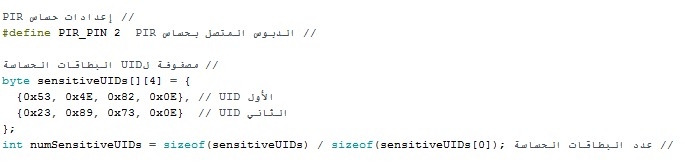 // إعدادات حساس PIR
#define PIR_PIN 2 // الدبوس المتصل بحساس PIR
// مصفوفة لـUID البطاقات الحساسة
byte sensitiveUIDs[][4] = {
{0x53, 0x4E, 0x82, 0x0E}, // UID الأول
{0x23, 0x89, 0x73, 0x0E} // UID الثاني
};
int numSensitiveUIDs = sizeof(sensitiveUIDs) / sizeof(sensitiveUIDs[0]); // عدد البطاقات الحساسة